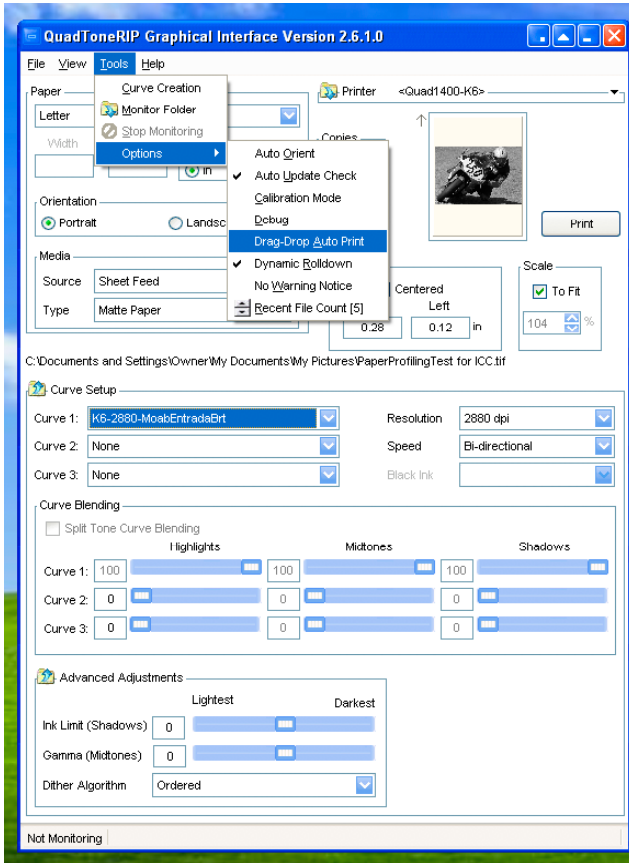 QuadToneRIP Graphical Interface Version 2.6.1.0
File View Tools Help
Curve Creation
Monitor Folder
Stop Monitoring
Options
Auto Orient
Auto Update Check
Calibration Mode
Debug
Drag-Drop Auto Print
Dynamic Rolldown
No Warning Notice
Recent File Count [5]
Paper
Letter
Width
in
Printer <Quad1400-K6>
Copies
Orientation
Portrait Landsc
Print
Media
Source Sheet Feed
Type Matte Paper
Centered
Left
0.28 0.12 in
Scale
To Fit
104 %
C:\Documents and Settings\Owner\My Documents\My Pictures\PaperProfilingTest for ICC.tif
Curve Setup
Curve 1: K6-2880-MoabEntradaBrt Resolution 2880 dpi
Curve 2: None Speed Bi-directional
Curve 3: None Black Ink
Curve Blending
Split Tone Curve Blending
Highlights Midtones Shadows
Curve 1: 100 100 100
Curve 2: 0 0 0
Curve 3: 0 0 0
Advanced Adjustments
Lightest Darkest
Ink Limit (Shadows) 0
Gamma (Midtones) 0
Dither Algorithm Ordered
Not Monitoring